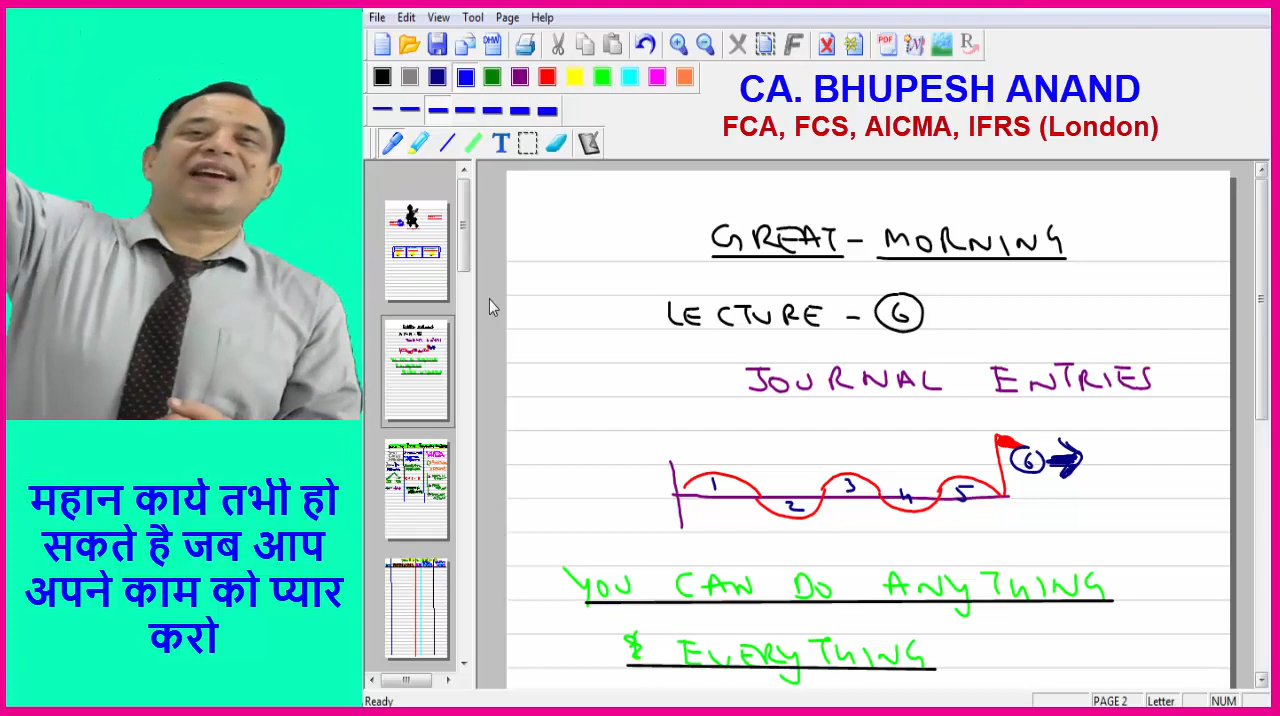 File Edit View Tool Page Help
CA. BHUPESH ANAND
FCA, FCS, AICMA, IFRS (London)
GREAT - MORNING
LECTURE - 6
JOURNAL ENTRIES
1 2 3 4 5 6
YOU CAN DO ANYTHING
& EVERYTHING
महान कार्य तभी हो
सकते है जब आप
अपने काम को प्यार
करो
Ready
PAGE 2 Letter NUM